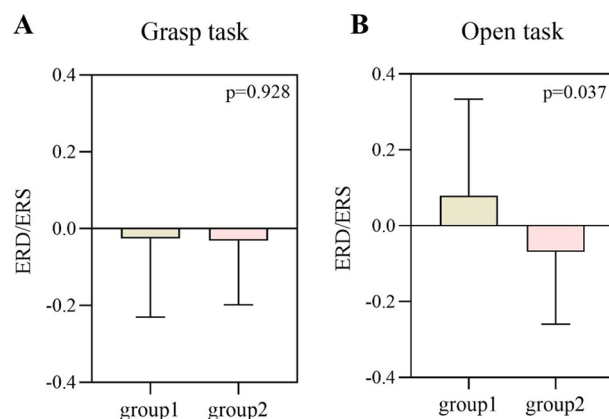 A
Grasp task
p=0.928
ERD/ERS
0.4
0.2
0.0
-0.2
-0.4
group1
group2
B
Open task
p=0.037
ERD/ERS
0.4
0.2
0.0
-0.2
-0.4
group1
group2